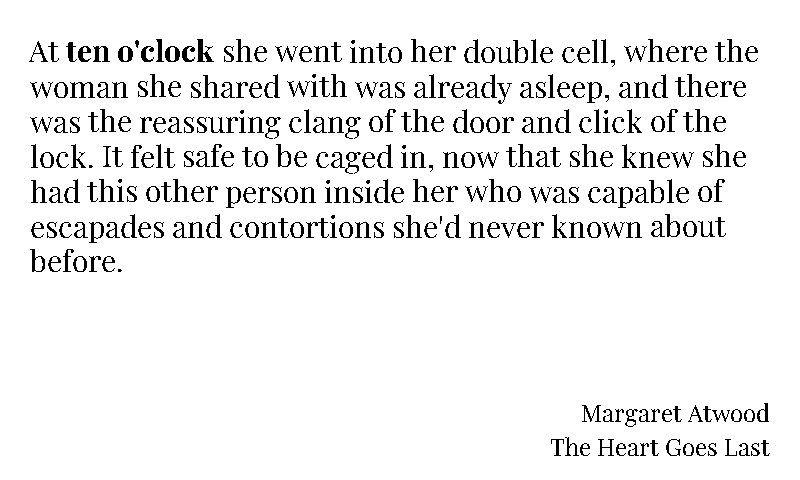 At ten o'clock she went into her double cell, where the
woman she shared with was already asleep, and there
was the reassuring clang of the door and click of the
lock. It felt safe to be caged in, now that she knew she
had this other person inside her who was capable of
escapades and contortions she'd never known about
before.
Margaret Atwood
The Heart Goes Last